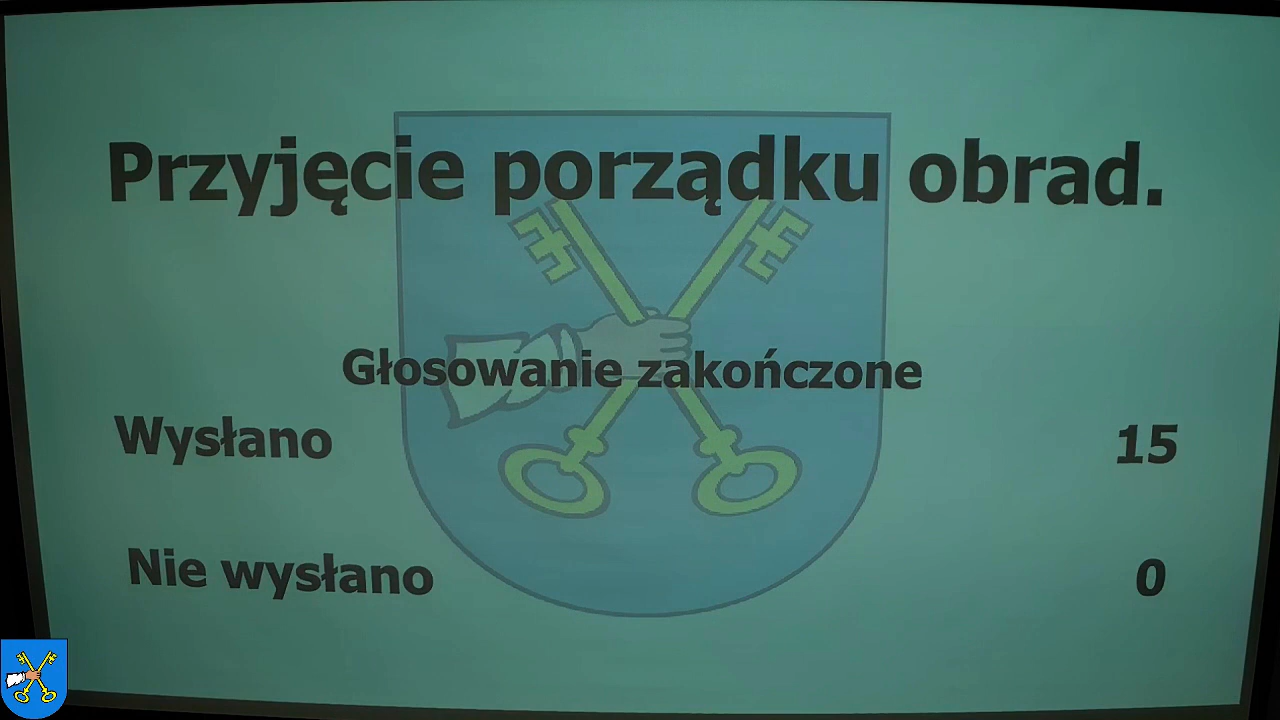 Przyjęcie porządku obrad.
Głosowanie zakończone
Wysłano 15
Nie wysłano 0